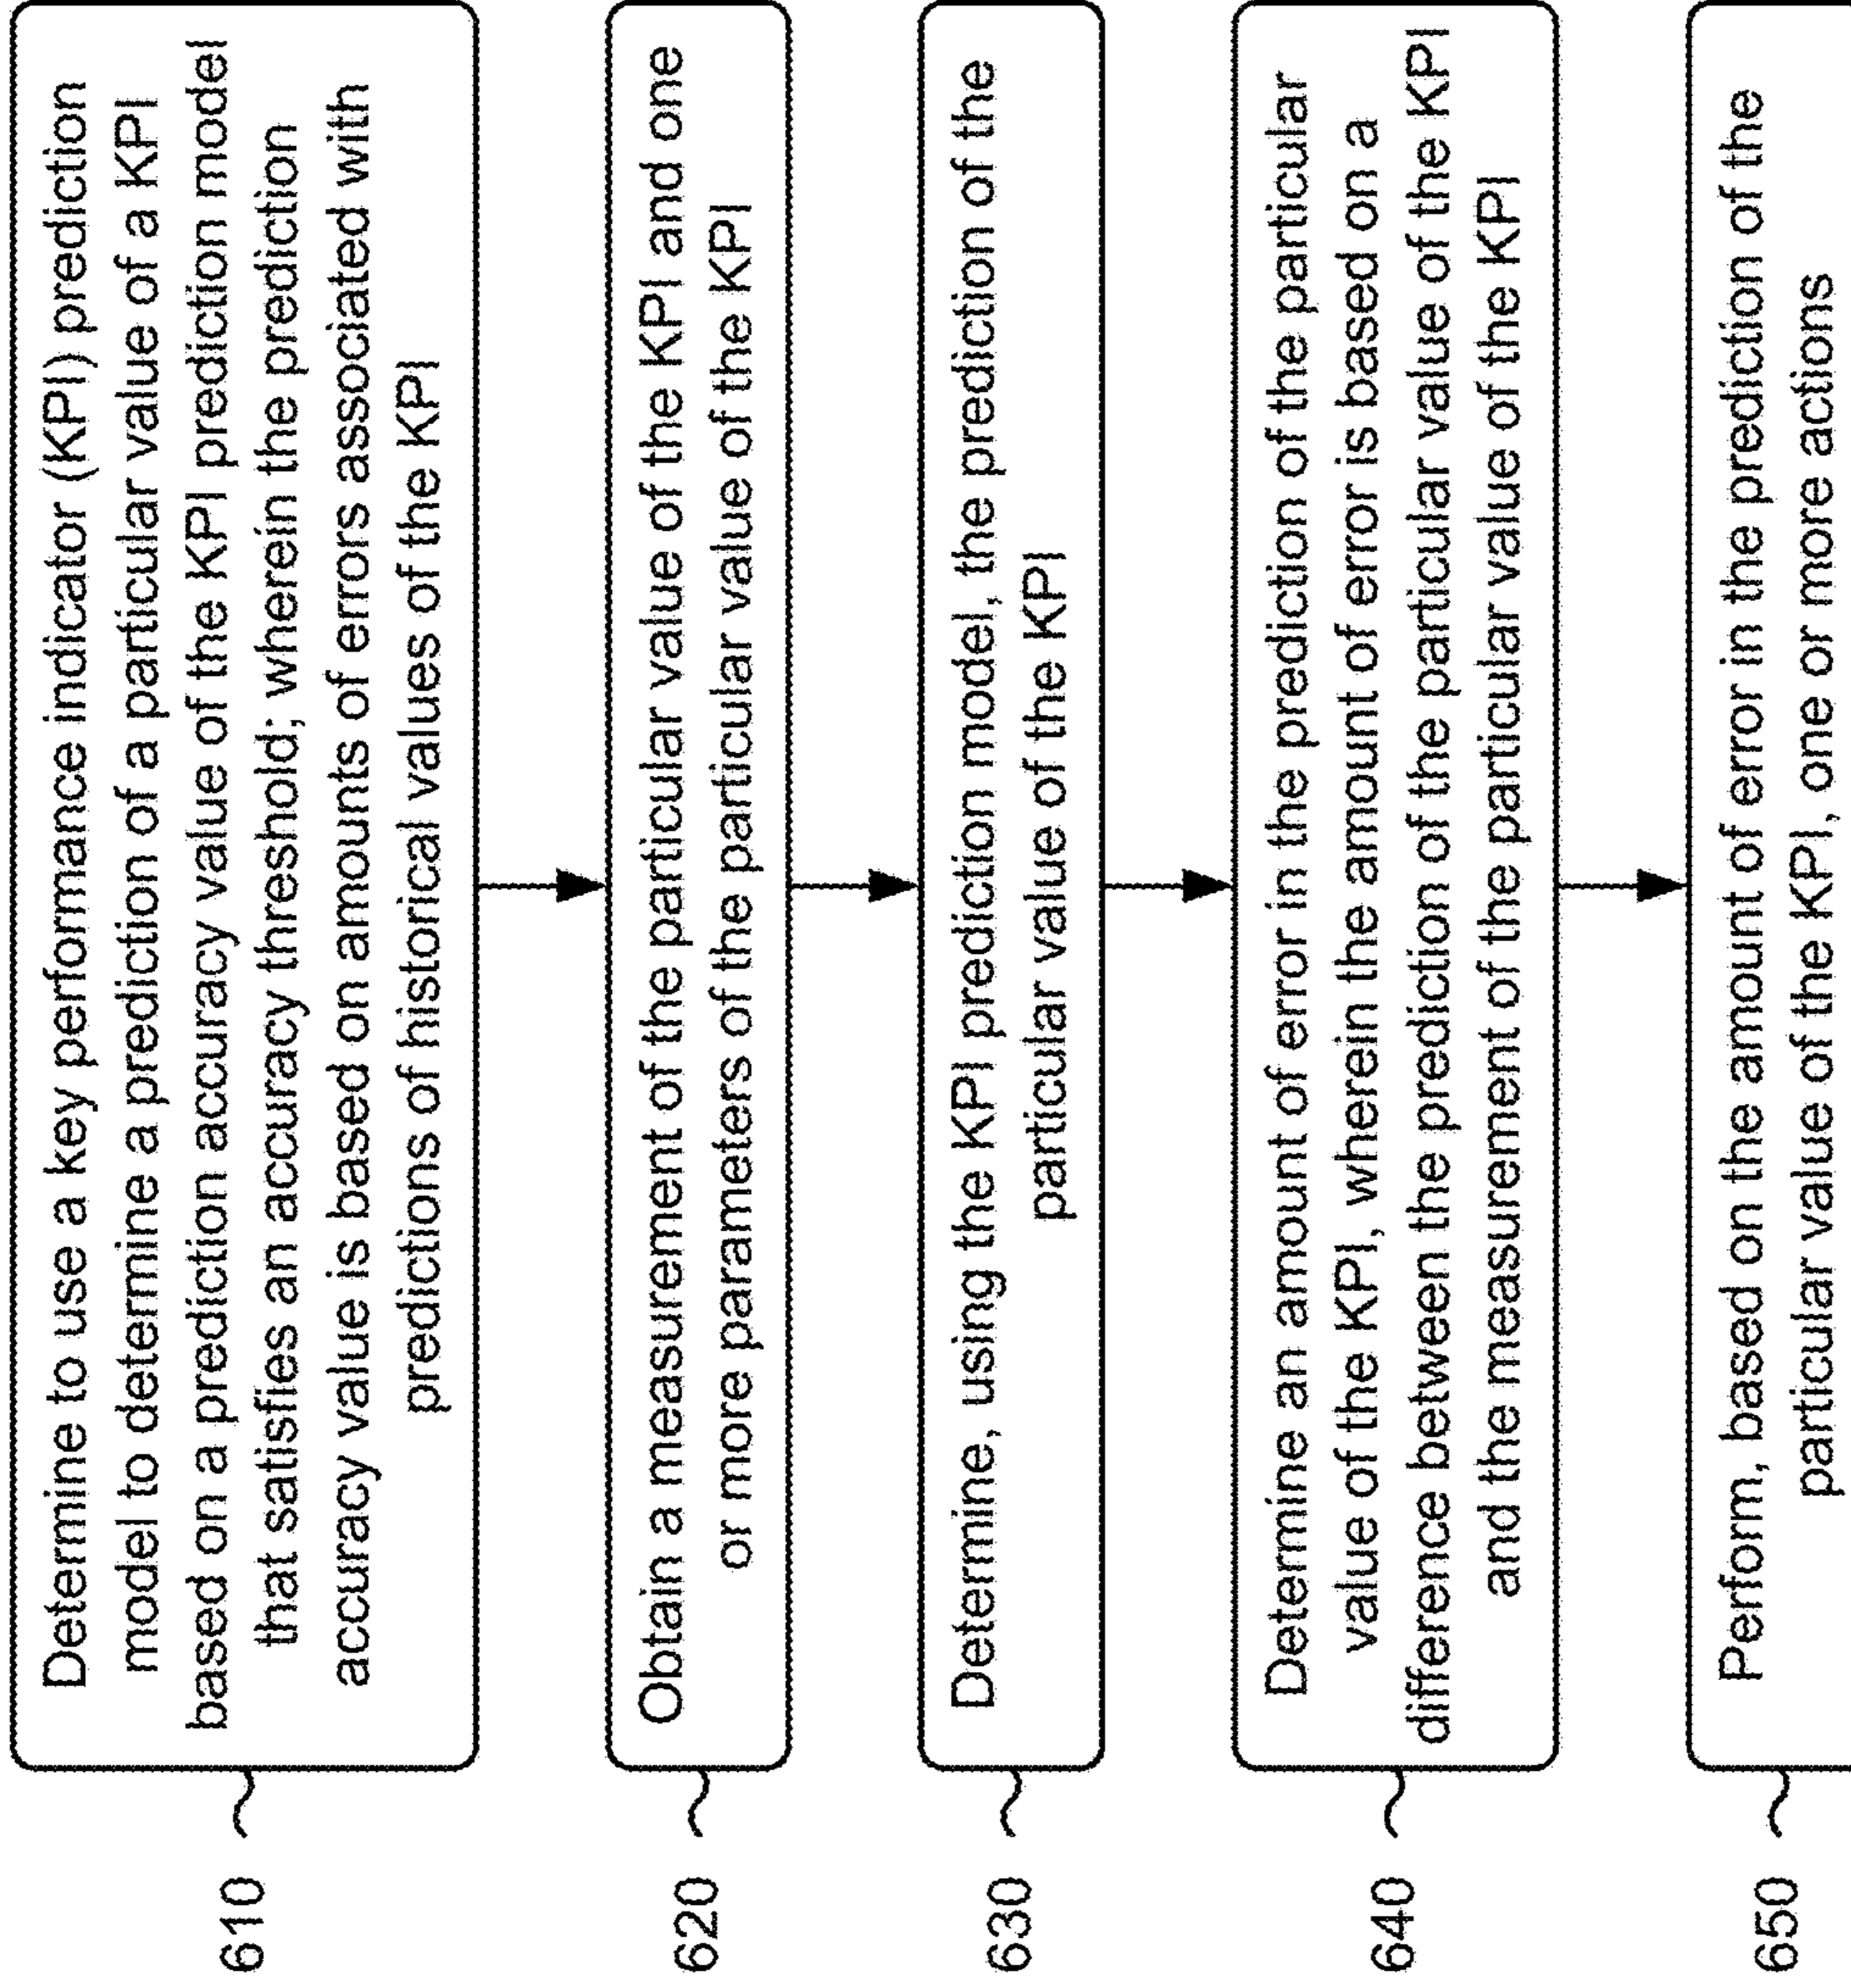 610
Determine to use a key performance indicator (KPI) prediction
model to determine a prediction of a particular value of a KPI
based on a prediction accuracy value of the KPI prediction model
that satisfies an accuracy threshold; wherein the prediction
accuracy value is based on amounts of errors associated with
predictions of historical values of the KPI
620
Obtain a measurement of the particular value of the KPI and one
or more parameters of the particular value of the KPI
630
Determine, using the KPI prediction model, the prediction of the
particular value of the KPI
640
Determine an amount of error in the prediction of the particular
value of the KPI, wherein the amount of error is based on a
difference between the prediction of the particular value of the KPI
and the measurement of the particular value of the KPI
650
Perform, based on the amount of error in the prediction of the
particular value of the KPI, one or more actions